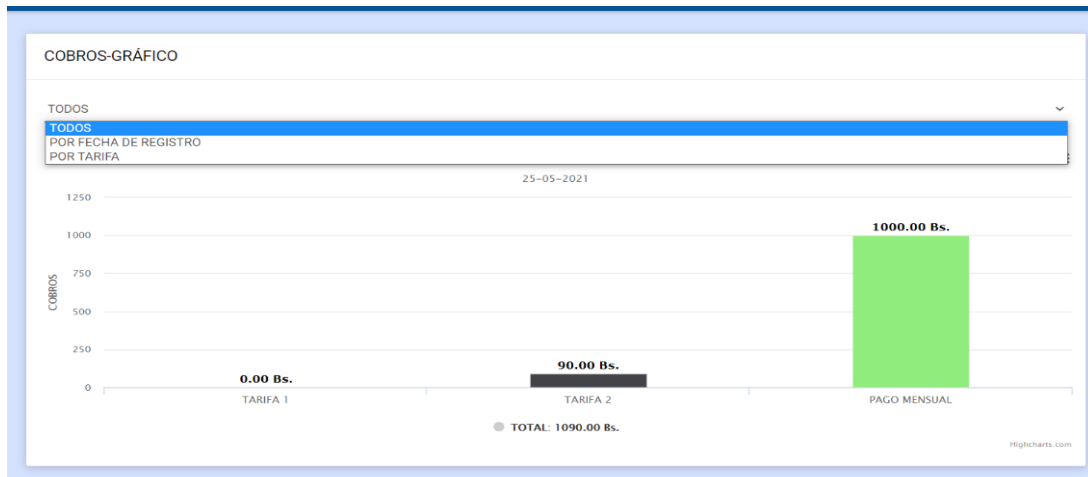 COBROS-GRÁFICO
TODOS
TODOS
POR FECHA DE REGISTRO
POR TARIFA
25-05-2021
1250
1000
750
500
250
0
COBROS
0.00 Bs.
90.00 Bs.
1000.00 Bs.
TARIFA 1
TARIFA 2
PAGO MENSUAL
TOTAL: 1090.00 Bs.
Highcharts.com